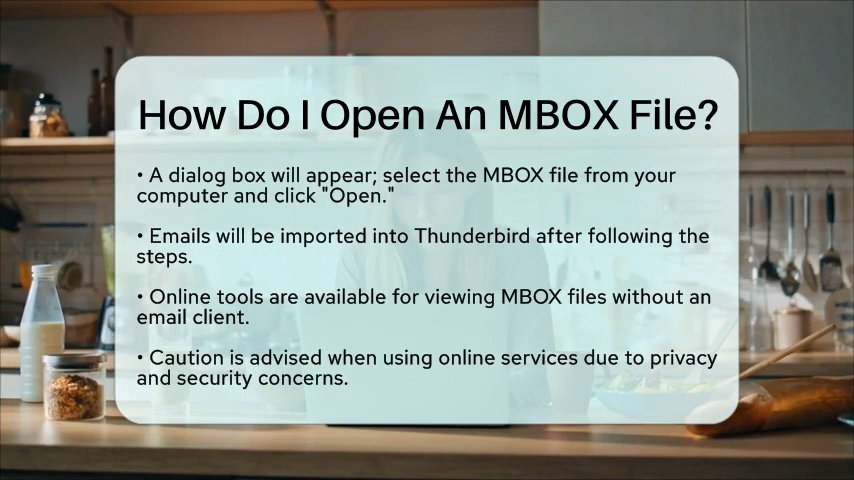 How Do I Open An MBOX File?
• A dialog box will appear; select the MBOX file from your
computer and click "Open."
• Emails will be imported into Thunderbird after following the
steps.
• Online tools are available for viewing MBOX files without an
email client.
• Caution is advised when using online services due to privacy
and security concerns.